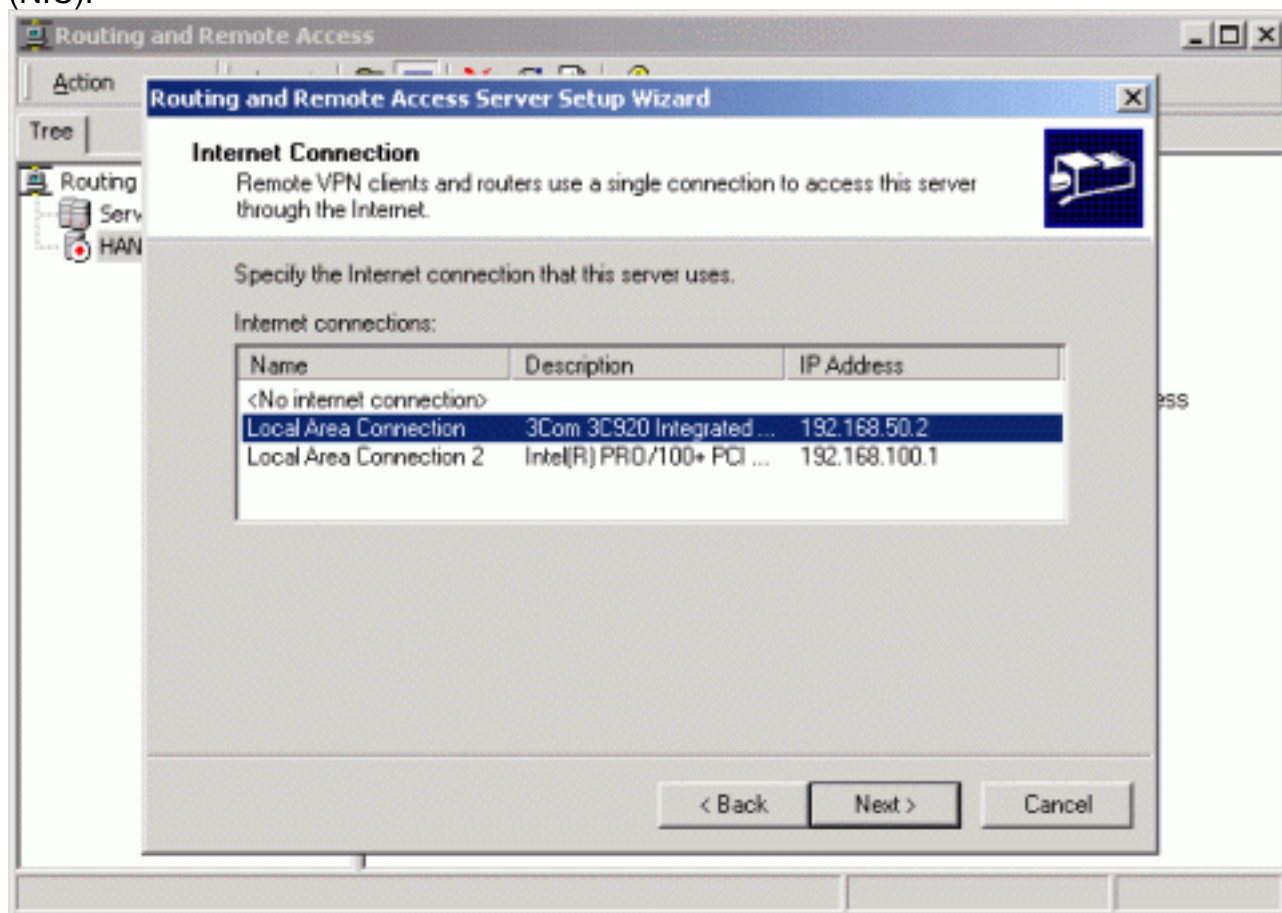 (NIC).
Routing and Remote Access
Action
Routing and Remote Access Server Setup Wizard
Tree
Internet Connection
Remote VPN clients and routers use a single connection to access this server
through the Internet.
Routing
Serv
HAN
Specify the Internet connection that this server uses.
Internet connections:
Name Description IP Address
<No internet connection>
Local Area Connection 3Com 3C920 Integrated ... 192.168.50.2
Local Area Connection 2 Intel(R) PRO/100+ PCI ... 192.168.100.1
ess
< Back Next > Cancel